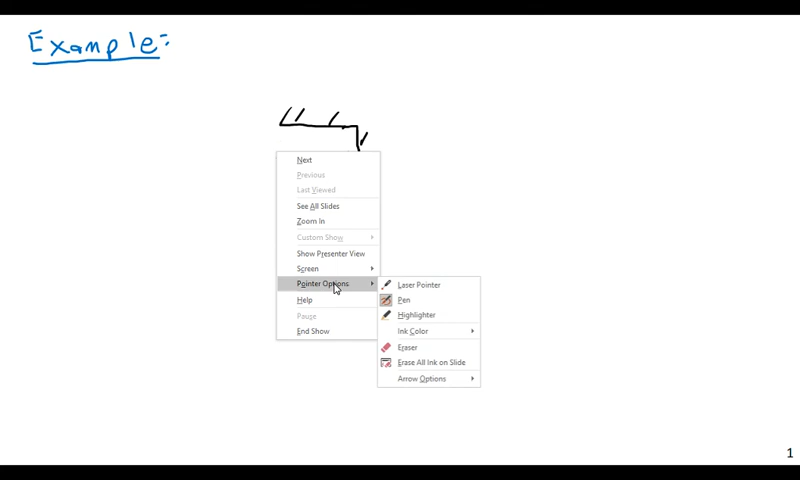 Example:
Next
Previous
Last Viewed
See All Slides
Zoom In
Custom Show
Show Presenter View
Screen
Pointer Options
Help
Pause
End Show
Laser Pointer
Pen
Highlighter
Ink Color
Eraser
Erase All Ink on Slide
Arrow Options
1